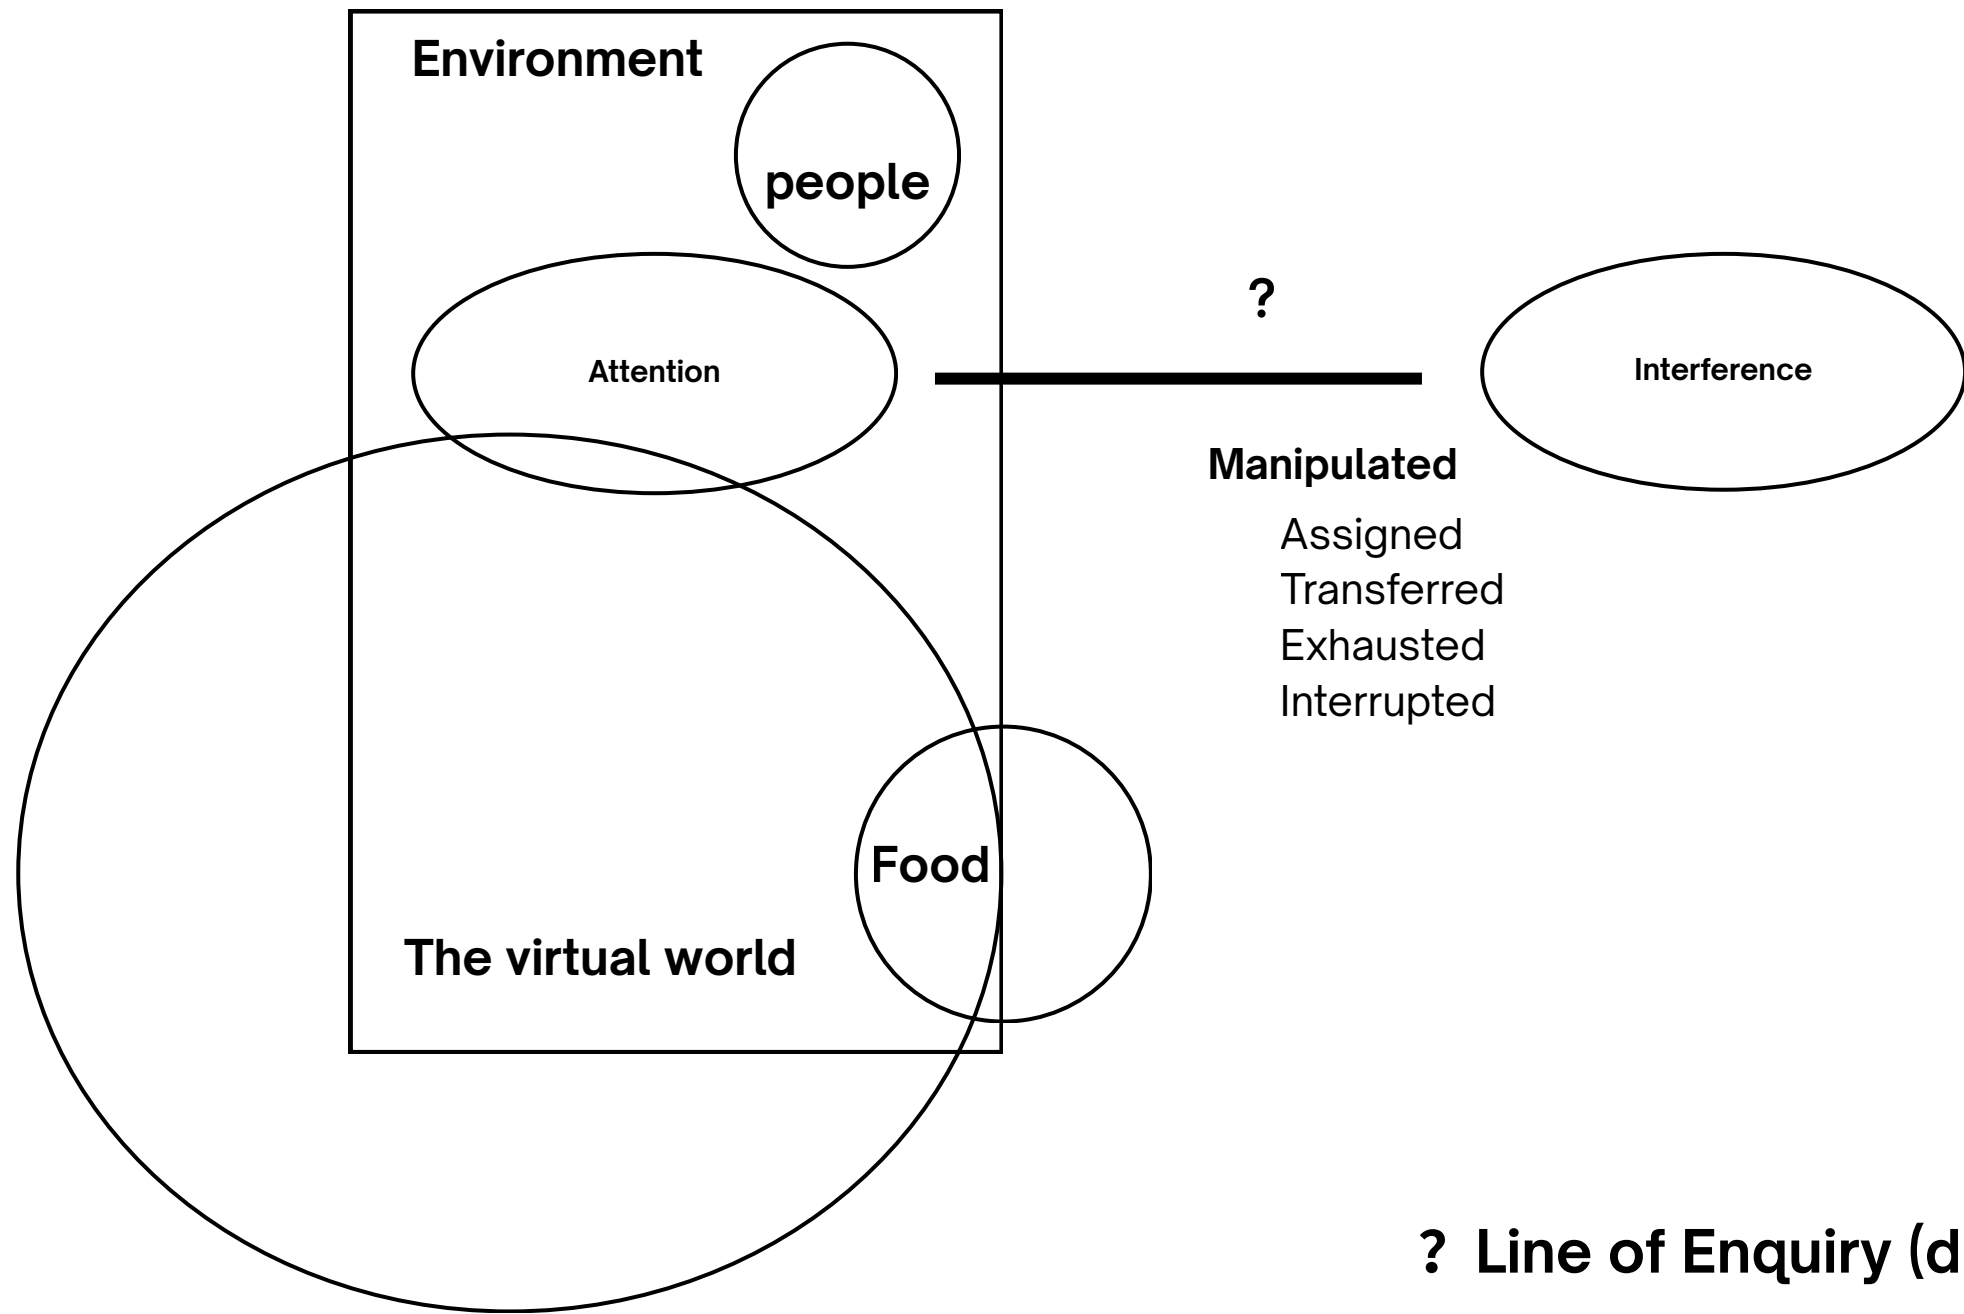 Environment
people
Attention
?
Interference
Manipulated
Assigned
Transferred
Exhausted
Interrupted
Food
The virtual world
? Line of Enquiry (d